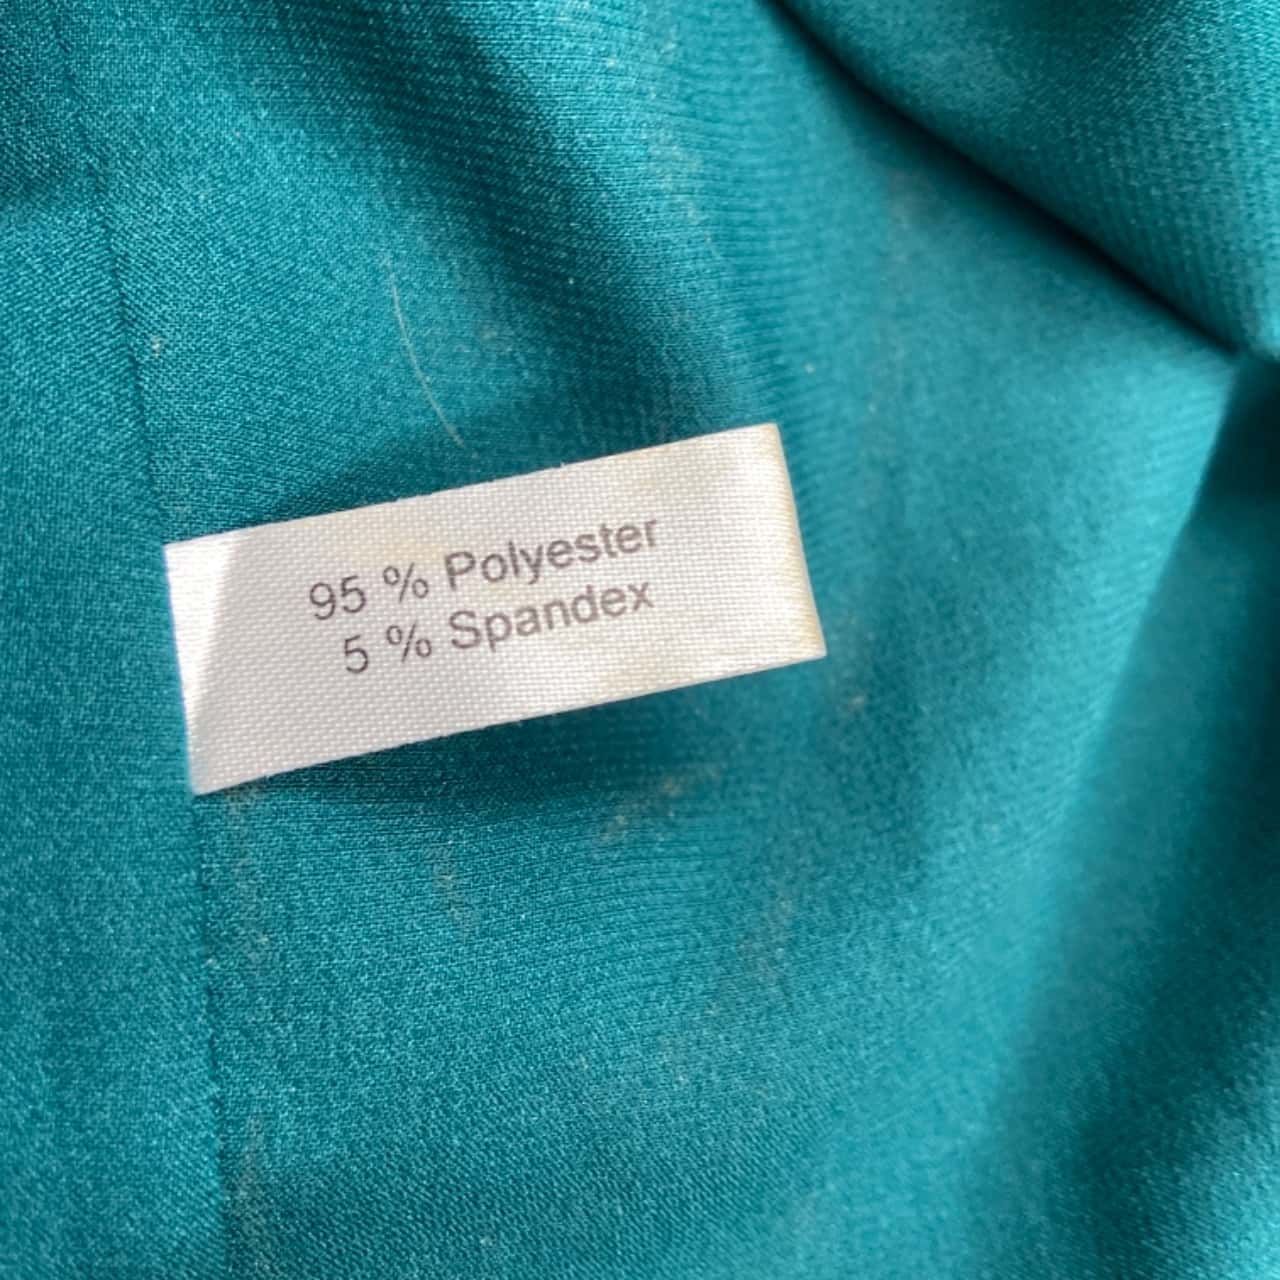 95 % Polyester
5 % Spandex